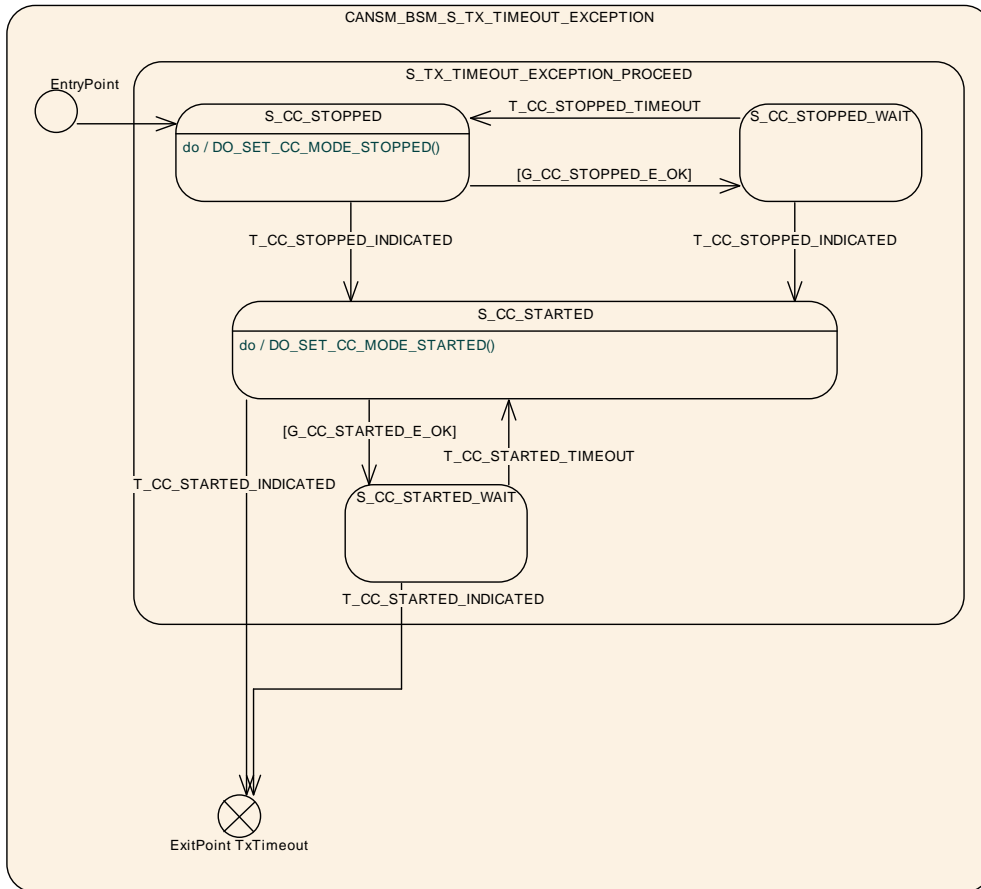 CANSM_BSM_S_TX_TIMEOUT_EXCEPTION
S_TX_TIMEOUT_EXCEPTION_PROCEED
EntryPoint
S_CC_STOPPED
do / DO_SET_CC_MODE_STOPPED()
T_CC_STOPPED_TIMEOUT
S_CC_STOPPED_WAIT
[G_CC_STOPPED_E_OK]
T_CC_STOPPED_INDICATED
T_CC_STOPPED_INDICATED
S_CC_STARTED
do / DO_SET_CC_MODE_STARTED()
[G_CC_STARTED_E_OK]
T_CC_STARTED_TIMEOUT
T_CC_STARTED_INDICATED
S_CC_STARTED_WAIT
T_CC_STARTED_INDICATED
ExitPoint TxTimeout